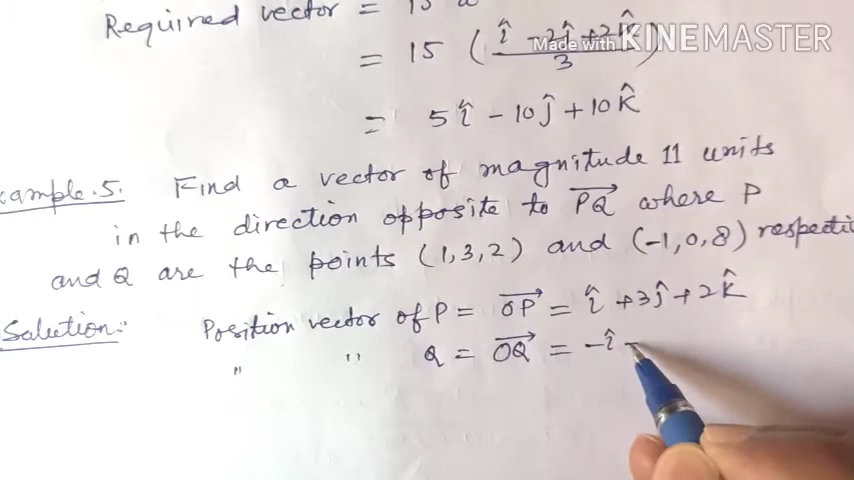 Required vector = 15
= 15 ( î - 2ĵ + 2k̂ / 3 )
Made with KINEMASTER
= 5î - 10ĵ + 10k̂
xample.5. Find a vector of magnitude 11 units
in the direction opposite to PQ⃗ where P
and Q are the points (1,3,2) and (-1,0,8) respecti
Solution:- Position vector of P = OP⃗ = î + 3ĵ + 2k̂
" " Q = OQ⃗ = -î